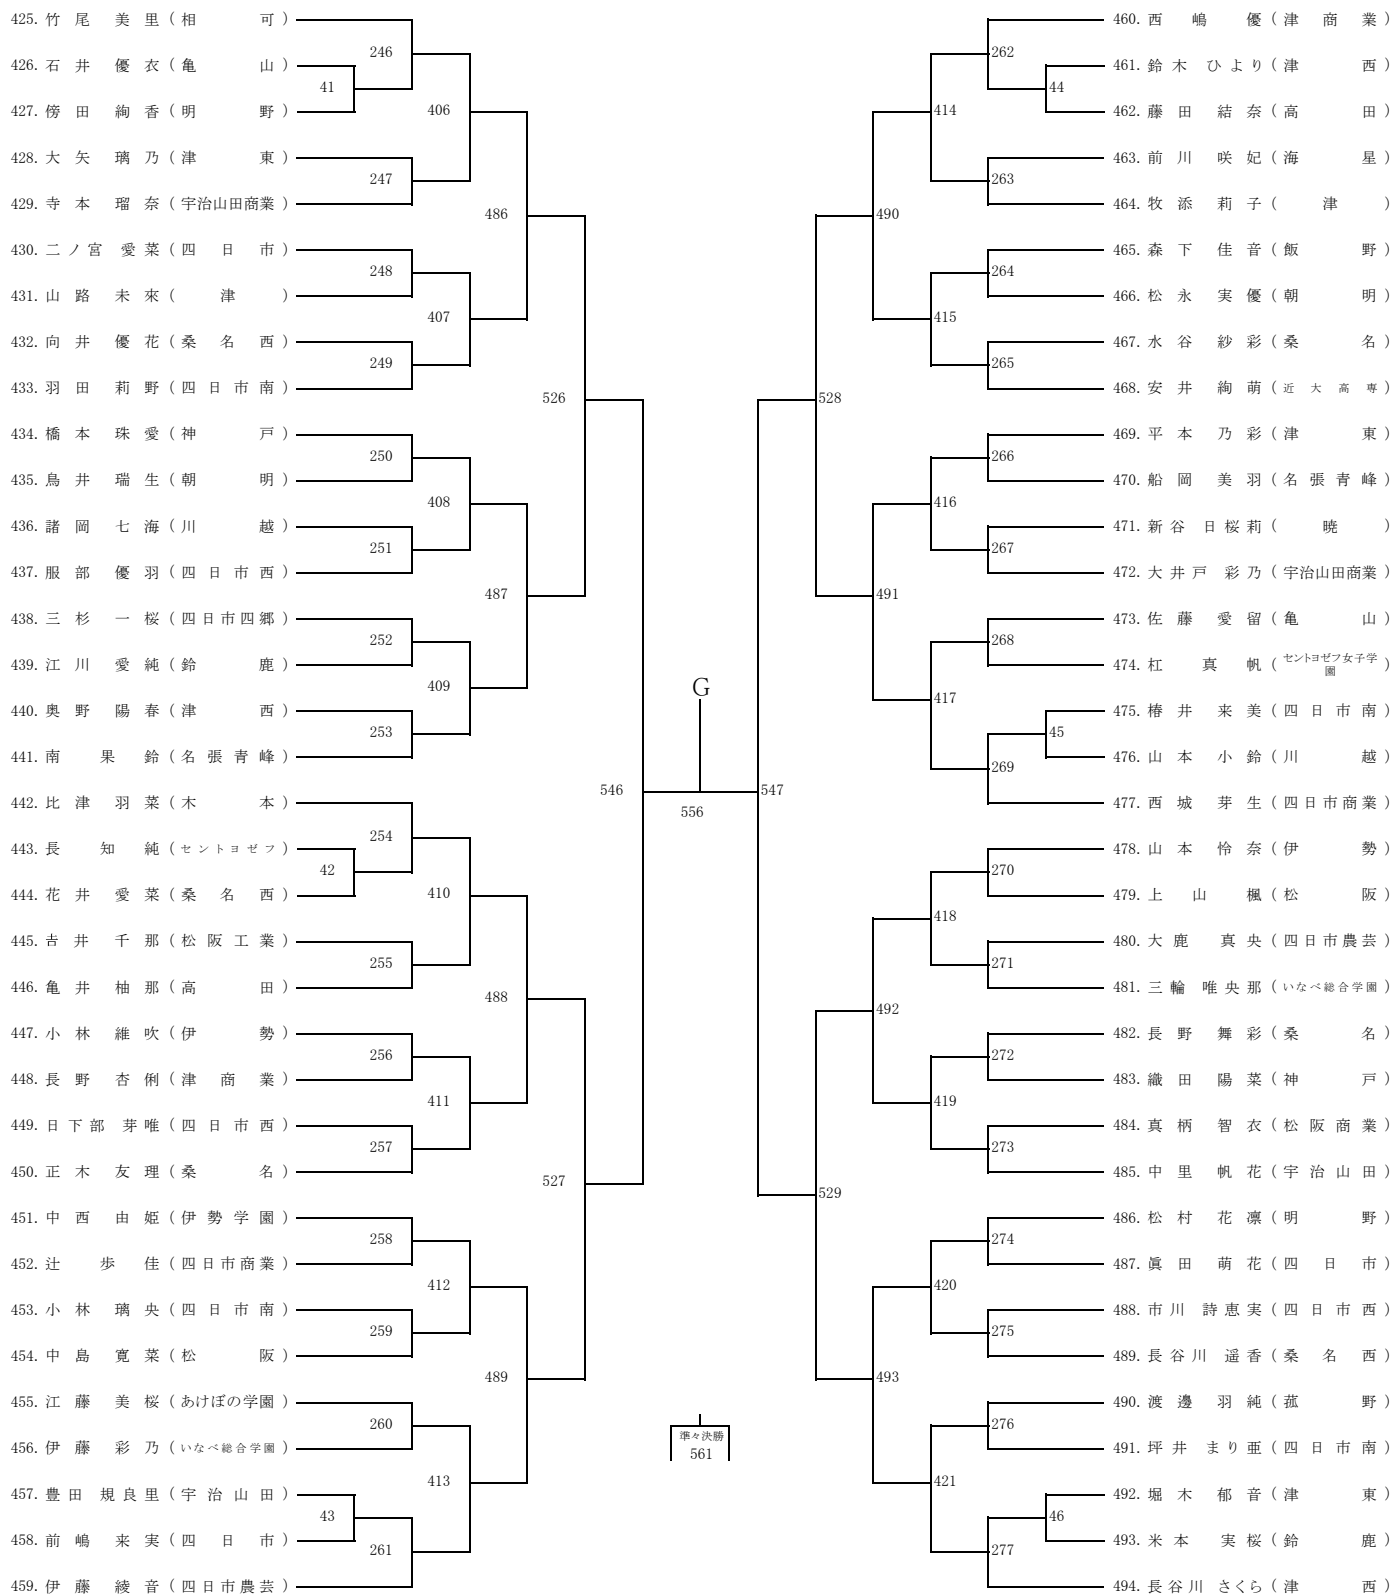 425. 竹尾 美里 ( 相 可 )
246
426. 石井 優衣 ( 亀 山 )
41
427. 傍田 絢香 ( 明 野 )
406
428. 大矢 璃乃 ( 津 東 )
247
429. 寺本 瑠奈 ( 宇治山田商業 )
486
430. 二ノ宮 愛菜 ( 四 日 市 )
248
431. 山路 未來 ( 津 )
407
432. 向井 優花 ( 桑 名 西 )
249
433. 羽田 莉野 ( 四日市南 )
526
434. 橋本 珠愛 ( 神 戸 )
250
435. 鳥井 瑞生 ( 朝 明 )
408
436. 諸岡 七海 ( 川 越 )
251
437. 服部 優羽 ( 四日市西 )
487
438. 三杉 一桜 ( 四日市四郷 )
252
439. 江川 愛純 ( 鈴 鹿 )
409
440. 奥野 陽春 ( 津 西 )
253
441. 南 果鈴 ( 名張青峰 )
546
442. 比津 羽菜 ( 木 本 )
254
443. 長 知純 ( セントヨゼフ )
42
444. 花井 愛菜 ( 桑 名 西 )
410
445. 𠮷井 千那 ( 松阪工業 )
255
446. 亀井 柚那 ( 高 田 )
488
447. 小林 維吹 ( 伊 勢 )
256
448. 長野 杏俐 ( 津 商 業 )
411
449. 日下部 芽唯 ( 四日市西 )
257
450. 正木 友理 ( 桑 名 )
527
451. 中西 由姫 ( 伊勢学園 )
258
452. 辻 歩佳 ( 四日市商業 )
412
453. 小林 璃央 ( 四日市南 )
259
454. 中島 寛菜 ( 松 阪 )
489
455. 江藤 美桜 ( あけぼの学園 )
260
456. 伊藤 彩乃 ( いなべ総合学園 )
413
457. 豊田 規良里 ( 宇治山田 )
43
458. 前嶋 来実 ( 四 日 市 )
261
459. 伊藤 綾音 ( 四日市農芸 )
G
556
準々決勝
561
460. 西嶋 優 ( 津 商 業 )
262
461. 鈴木 ひより ( 津 西 )
44
462. 藤田 結奈 ( 高 田 )
414
463. 前川 咲妃 ( 海 星 )
263
464. 牧添 莉子 ( 津 )
490
465. 森下 佳音 ( 飯 野 )
264
466. 松永 実優 ( 朝 明 )
415
467. 水谷 紗彩 ( 桑 名 )
265
468. 安井 絢萌 ( 近大高専 )
528
469. 平本 乃彩 ( 津 東 )
266
470. 船岡 美羽 ( 名張青峰 )
416
471. 新谷 日桜莉 ( 暁 )
267
472. 大井戸 彩乃 ( 宇治山田商業 )
491
473. 佐藤 愛留 ( 亀 山 )
268
474. 杠 真帆 ( セントヨゼフ女子学園 )
417
475. 椿井 来美 ( 四日市南 )
45
476. 山本 小鈴 ( 川 越 )
269
477. 西城 芽生 ( 四日市商業 )
547
478. 山本 怜奈 ( 伊 勢 )
270
479. 上山 楓 ( 松 阪 )
418
480. 大鹿 真央 ( 四日市農芸 )
271
481. 三輪 唯央那 ( いなべ総合学園 )
492
482. 長野 舞彩 ( 桑 名 )
272
483. 織田 陽菜 ( 神 戸 )
419
484. 真柄 智衣 ( 松阪商業 )
273
485. 中里 帆花 ( 宇治山田 )
529
486. 松村 花凛 ( 明 野 )
274
487. 眞田 萌花 ( 四 日 市 )
420
488. 市川 詩恵実 ( 四日市西 )
275
489. 長谷川 遥香 ( 桑 名 西 )
493
490. 渡邊 羽純 ( 菰 野 )
276
491. 坪井 まり亜 ( 四日市南 )
421
492. 堀木 郁音 ( 津 東 )
46
493. 米本 実桜 ( 鈴 鹿 )
277
494. 長谷川 さくら ( 津 西 )